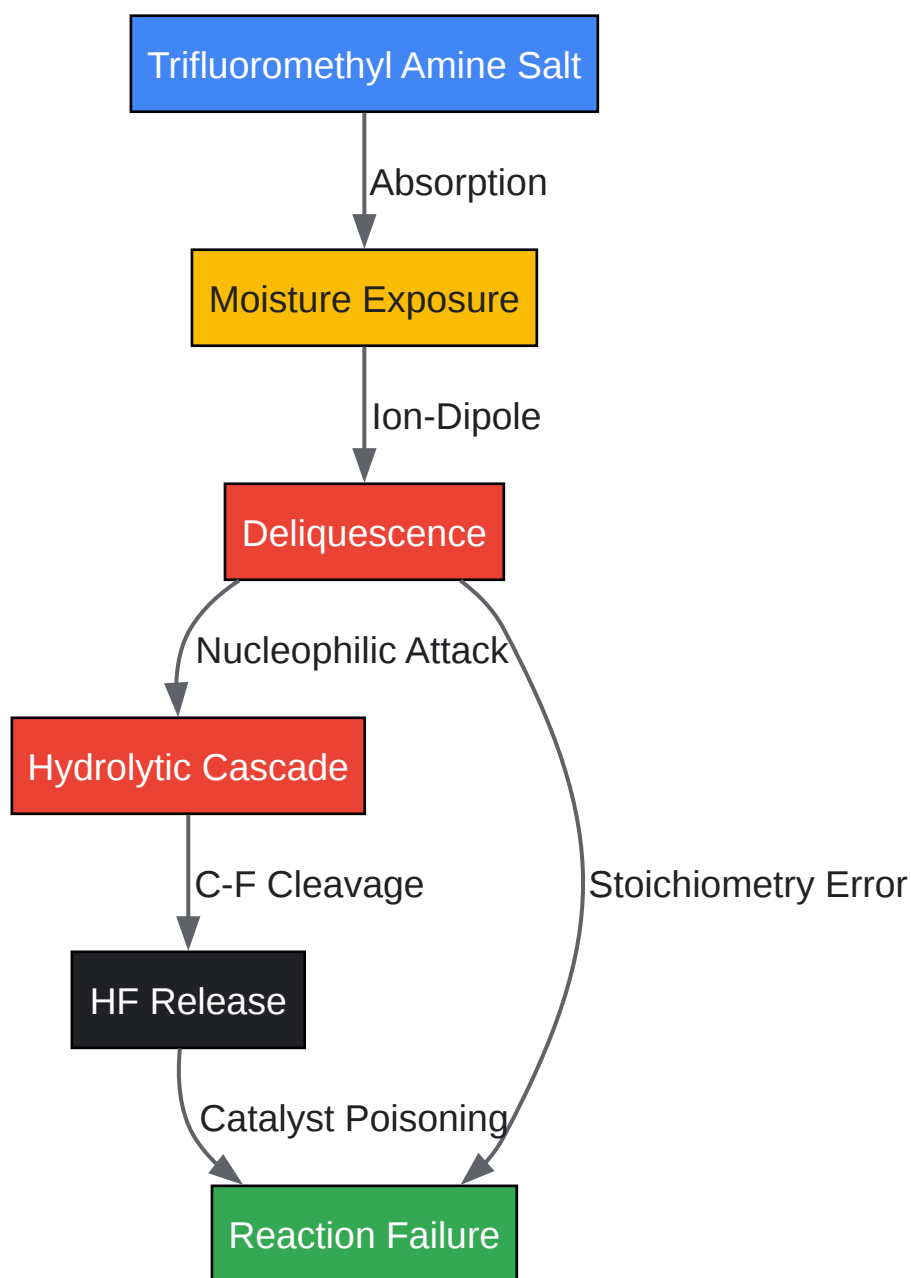 Trifluoromethyl Amine Salt
Absorption
Moisture Exposure
Ion-Dipole
Deliquescence
Nucleophilic Attack
Hydrolytic Cascade
C-F Cleavage
Stoichiometry Error
HF Release
Catalyst Poisoning
Reaction Failure